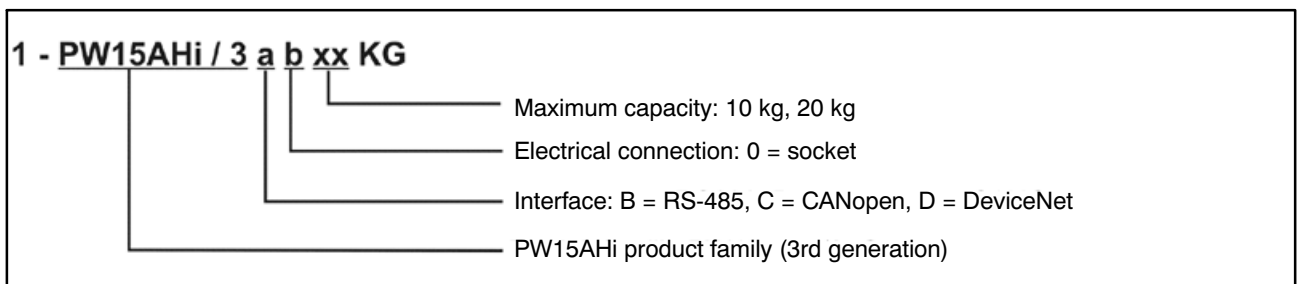 1 - PW15AHi / 3 a b xx KG
Maximum capacity: 10 kg, 20 kg
Electrical connection: 0 = socket
Interface: B = RS-485, C = CANopen, D = DeviceNet
PW15AHi product family (3rd generation)